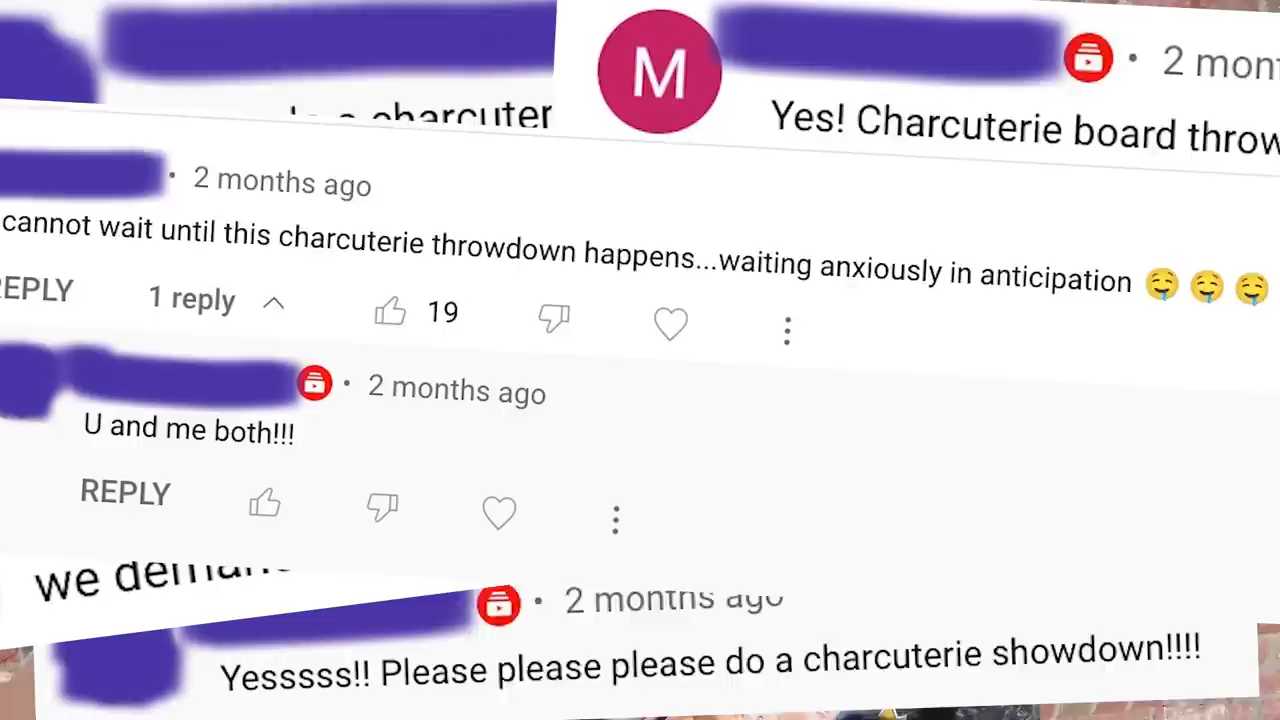 a charcuter
M
2 mon
Yes! Charcuterie board throw
2 months ago
cannot wait until this charcuterie throwdown happens...waiting anxiously in anticipation 🤤 🤤 🤤
EPLY 1 reply 19
2 months ago
U and me both!!!
REPLY
we
2 months ago
Yesssss!! Please please please do a charcuterie showdown!!!!